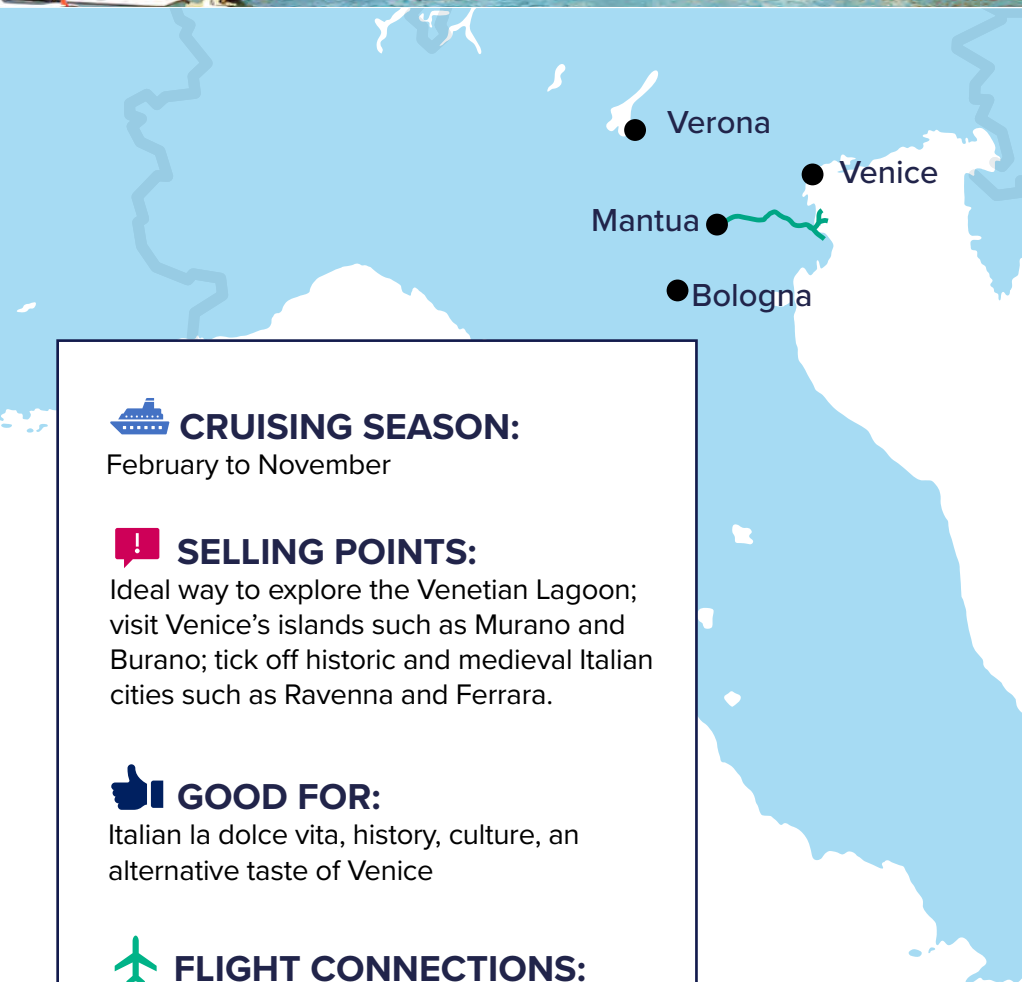 Verona
Venice
Mantua
Bologna
CRUISING SEASON:
February to November
SELLING POINTS:
Ideal way to explore the Venetian Lagoon;
visit Venice’s islands such as Murano and
Burano; tick off historic and medieval Italian
cities such as Ravenna and Ferrara.
GOOD FOR:
Italian la dolce vita, history, culture, an
alternative taste of Venice
FLIGHT CONNECTIONS: